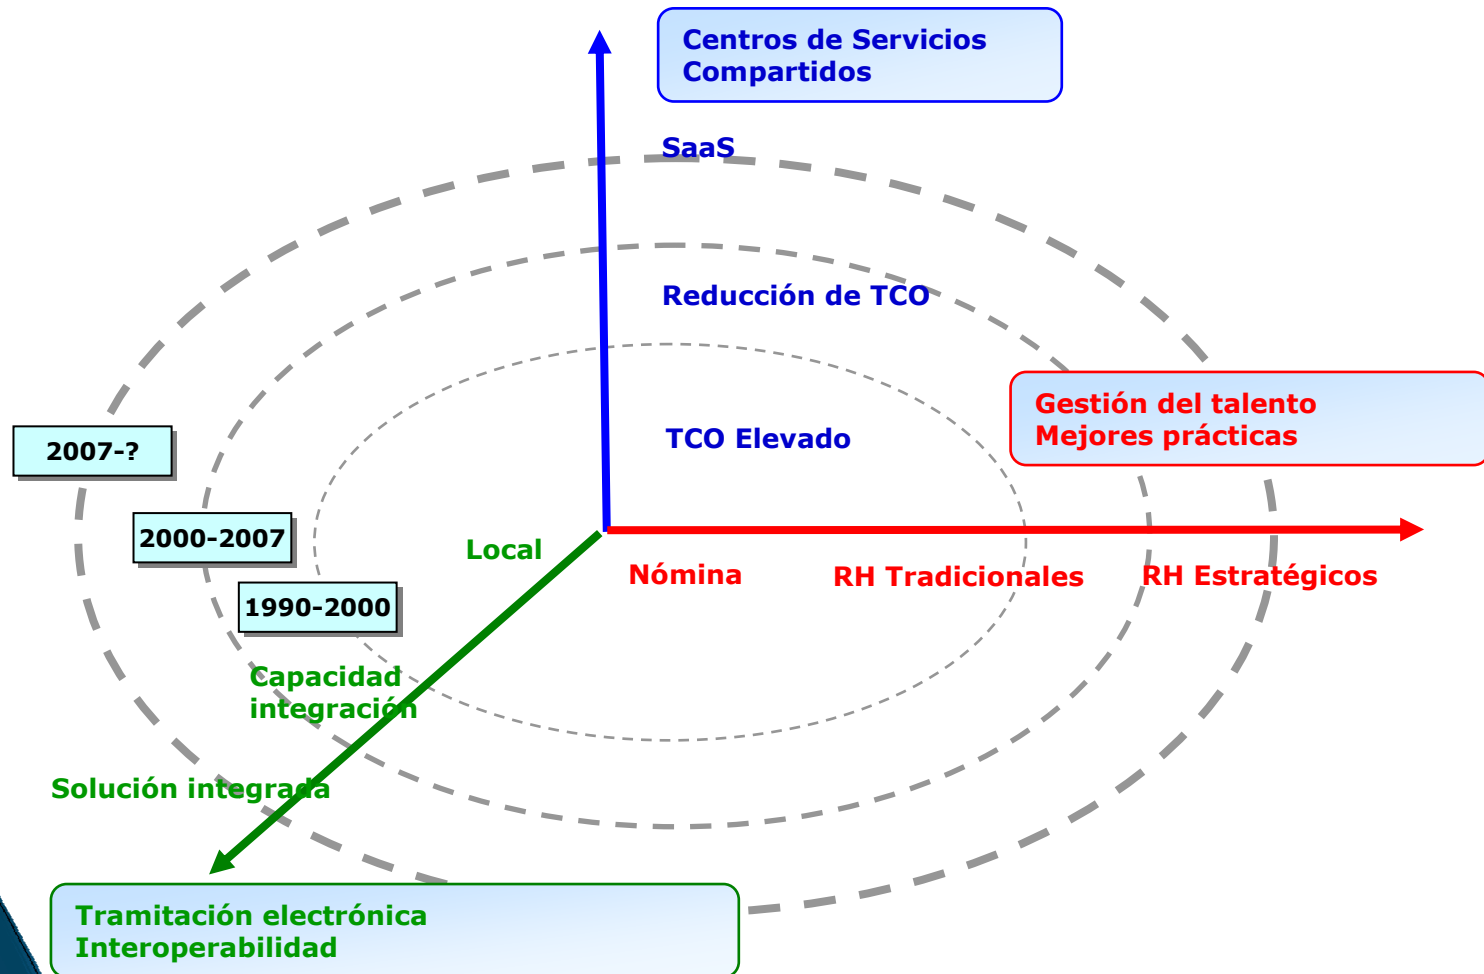 Centros de Servicios
Compartidos
SaaS
Reducción de TCO
Gestión del talento
Mejores prácticas
TCO Elevado
2007-?
2000-2007
Local
Nómina
RH Tradicionales
RH Estratégicos
1990-2000
Capacidad
integración
Solución integrada
Tramitación electrónica
Interoperabilidad